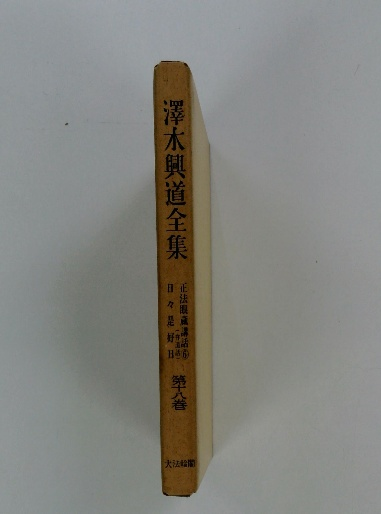 澤木興道全集
正法眼蔵講話
日々是好日
第十八巻
大法輪閣